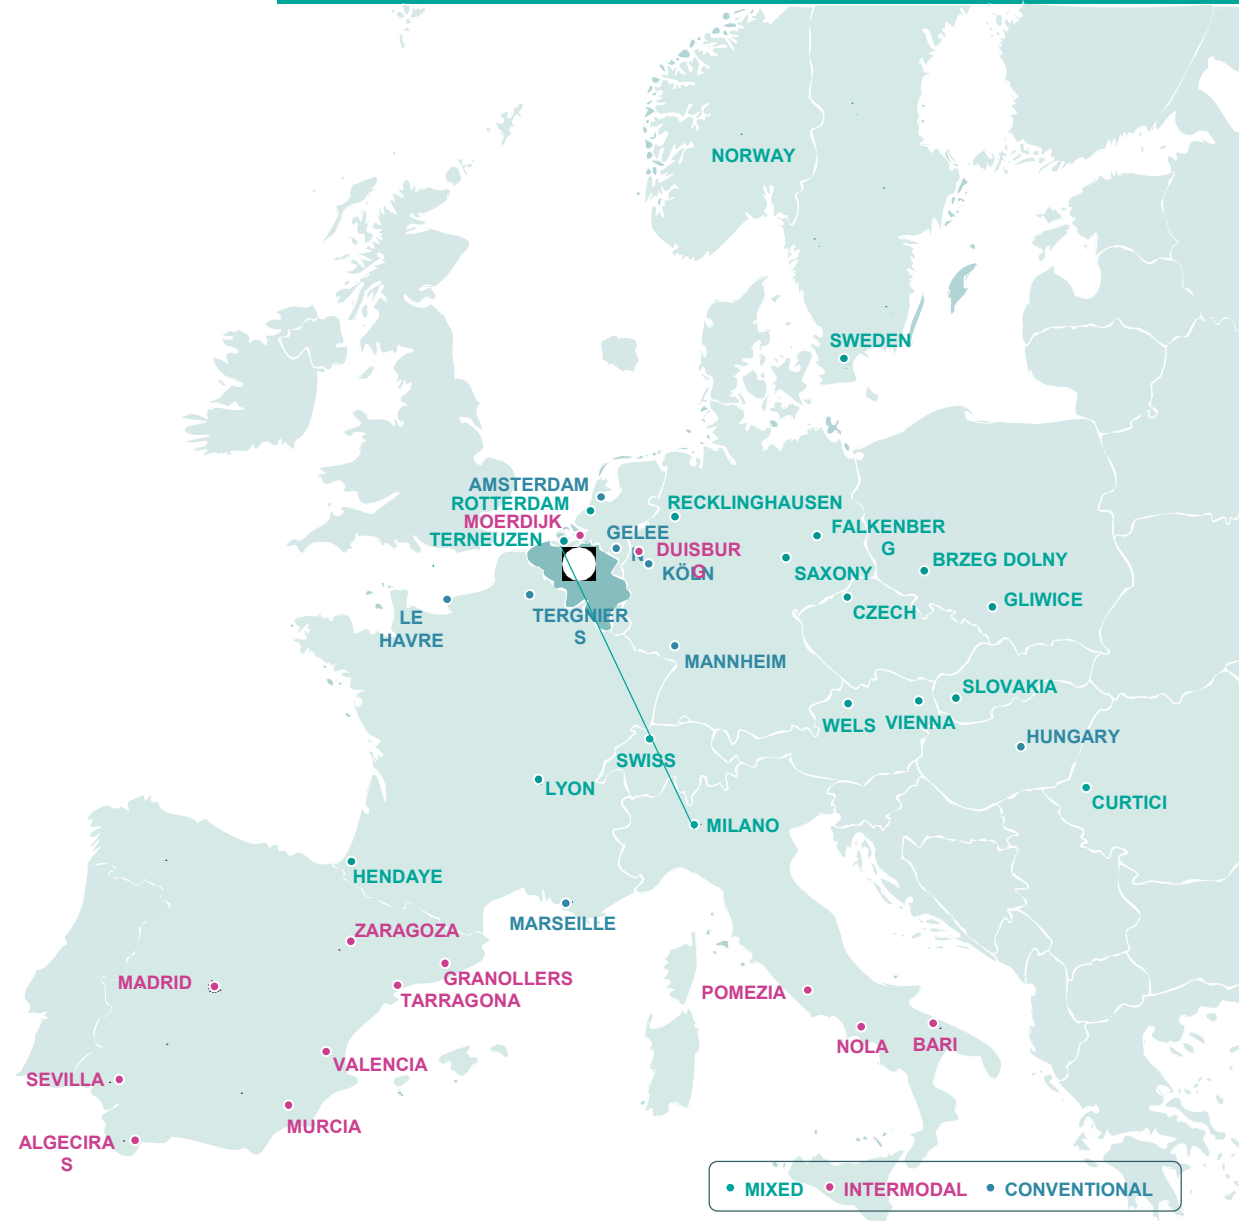 NORWAY
SWEDEN
AMSTERDAM
ROTTERDAM
MOERDIJK
TERNEUZEN
RECKLINGHAUSEN
GELEE
N
DUISBUR
G
KÖLN
FALKENBER
G
SAXONY
BRZEG DOLNY
CZECH
GLIWICE
LE
HAVRE
TERGNIER
S
MANNHEIM
SLOVAKIA
WELS
VIENNA
HUNGARY
SWISS
LYON
CURTICI
MILANO
HENDAYE
MARSEILLE
ZARAGOZA
GRANOLLERS
MADRID
TARRAGONA
POMEZIA
NOLA
BARI
VALENCIA
SEVILLA
MURCIA
ALGECIRA
S
MIXED
INTERMODAL
CONVENTIONAL